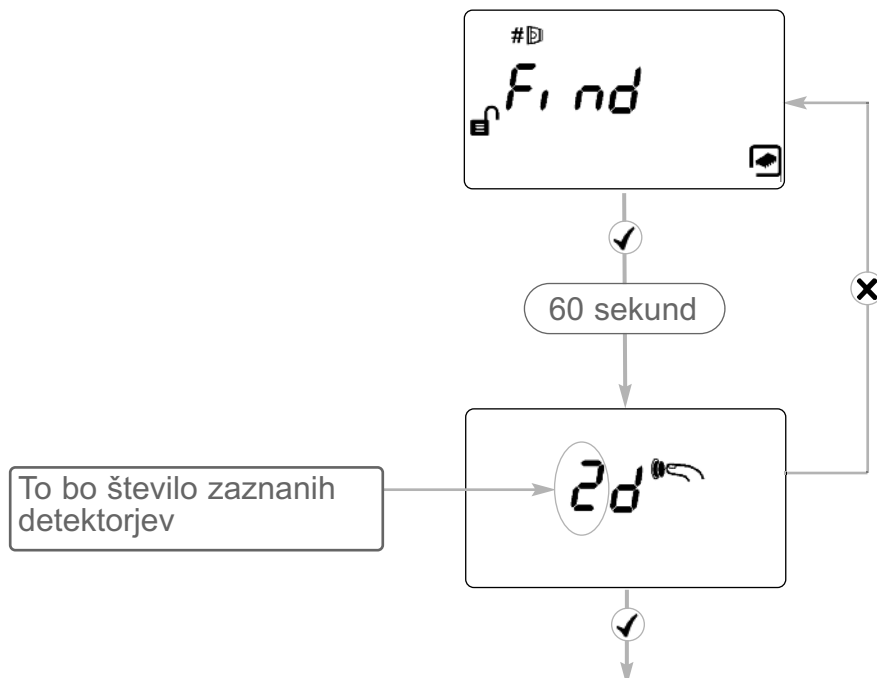 #
Find
60 sekund
2d
To bo število zaznanih
detektorjev